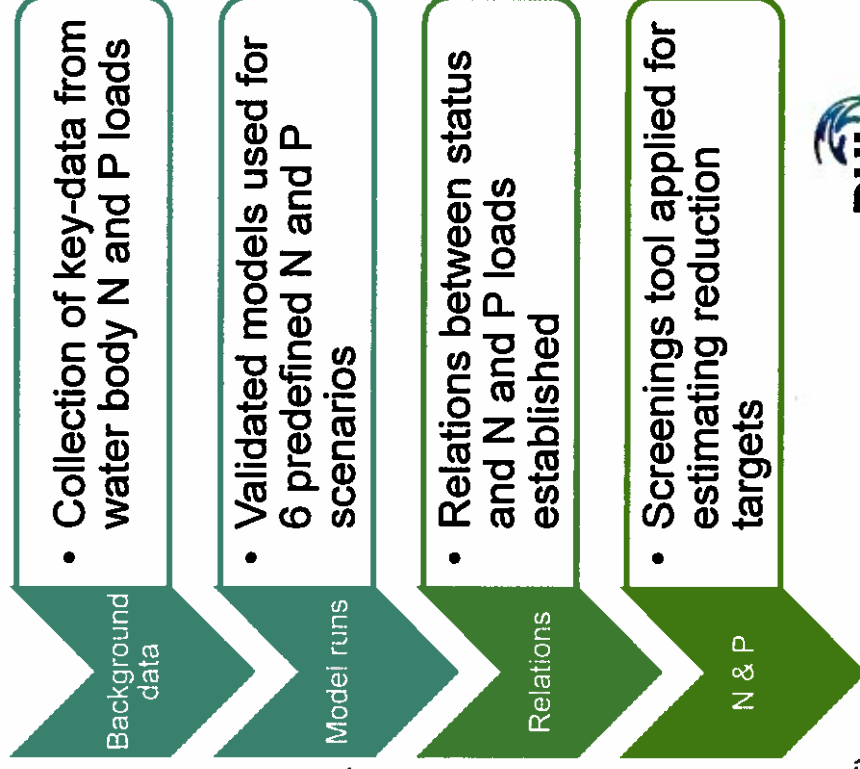 Background
data
• Collection of key-data from
water body N and P loads
Model runs
• Validated models used for
6 predefined N and P
scenarios
Relations
• Relations between status
and N and P loads
established
N & P
• Screenings tool applied for
estimating reduction
targets